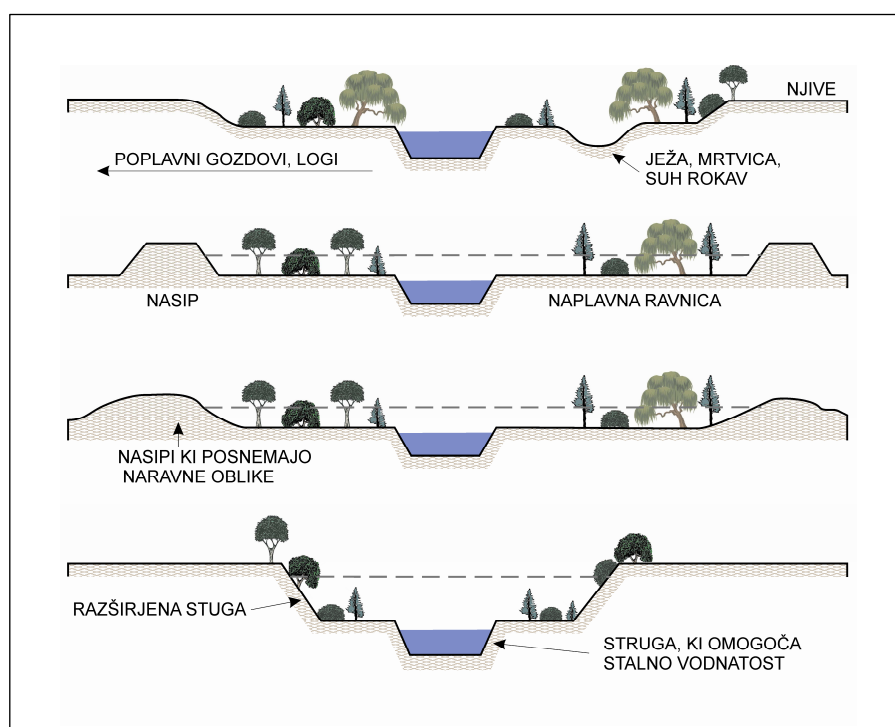 NJIVE
POPLAVNI GOZDOVI, LOGI
JEŽA, MRTVICA,
SUH ROKAV
NASIP
NAPLAVNA RAVNICA
NASIPI KI POSNEMAJO
NARAVNE OBLIKE
RAZŠIRJENA STUGA
STRUGA, KI OMOGOČA
STALNO VODNATOST